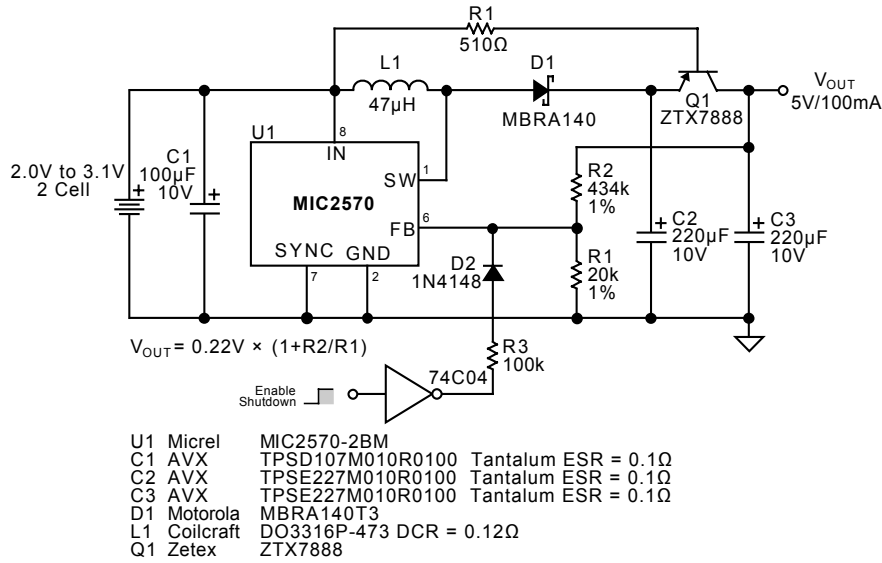 R1
510Ω
L1
47µH
D1
MBRA140
Q1
ZTX7888
VOUT
5V/100mA
U1
8
IN
1
SW
MIC2570
6
FB
SYNC
GND
7
2
2.0V to 3.1V
2 Cell
C1
100µF
10V
+
+
R2
434k
1%
R1
20k
1%
D2
1N4148
+
C2
220µF
10V
+
C3
220µF
10V
VOUT = 0.22V × (1+R2/R1)
R3
100k
74C04
Enable
Shutdown
U1 Micrel MIC2570-2BM
C1 AVX TPSD107M010R0100 Tantalum ESR = 0.1Ω
C2 AVX TPSE227M010R0100 Tantalum ESR = 0.1Ω
C3 AVX TPSE227M010R0100 Tantalum ESR = 0.1Ω
D1 Motorola MBRA140T3
L1 Coilcraft DO3316P-473 DCR = 0.12Ω
Q1 Zetex ZTX7888